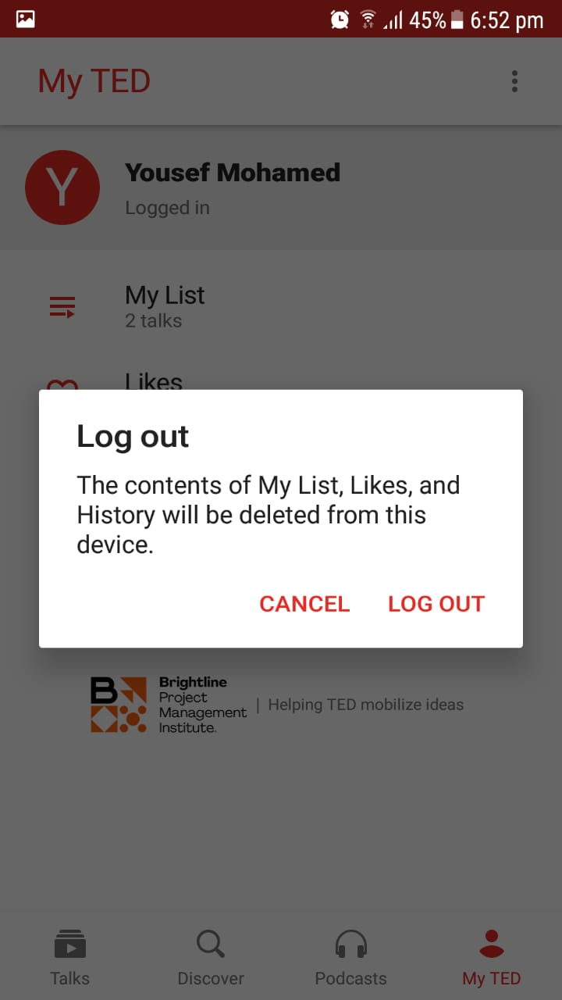 45% 6:52 pm
My TED
Y
Yousef Mohamed
Logged in
My List
2 talks
Likes
Log out
The contents of My List, Likes, and
History will be deleted from this
device.
CANCEL LOG OUT
B
Brightline
Project
Management
Institute.
| Helping TED mobilize ideas
Talks Discover Podcasts My TED